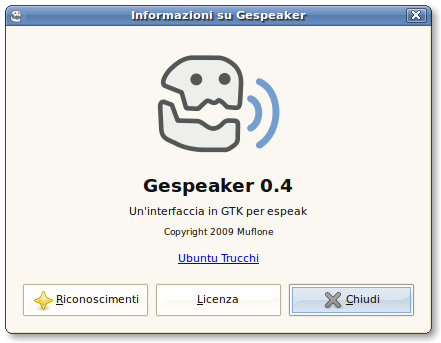 Informazioni su Gespeaker
Gespeaker 0.4
Un'interfaccia in GTK per espeak
Copyright 2009 Muflone
Ubuntu Trucchi
Riconoscimenti
Licenza
Chiudi